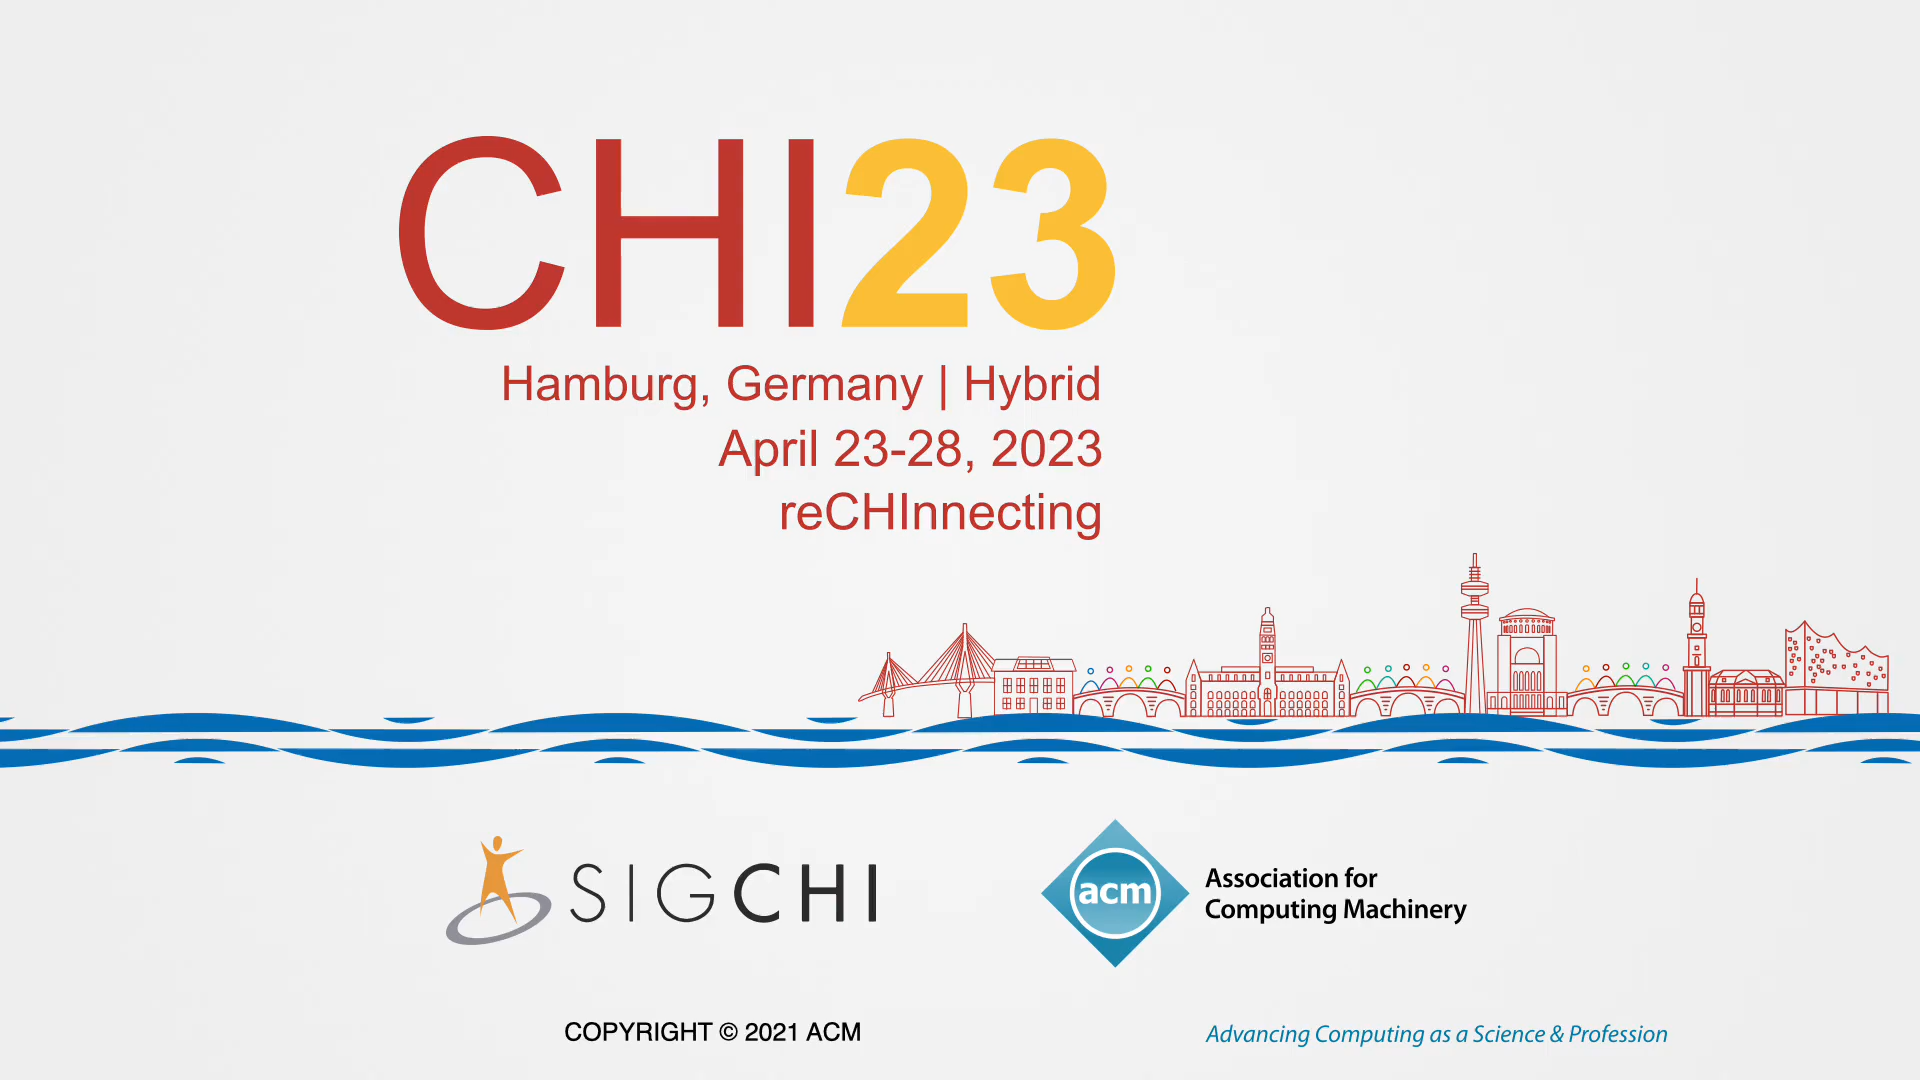 CHI23
Hamburg, Germany | Hybrid
April 23-28, 2023
reCHInnecting
SIGCHI
acm
Association for
Computing Machinery
COPYRIGHT © 2021 ACM
Advancing Computing as a Science & Profession